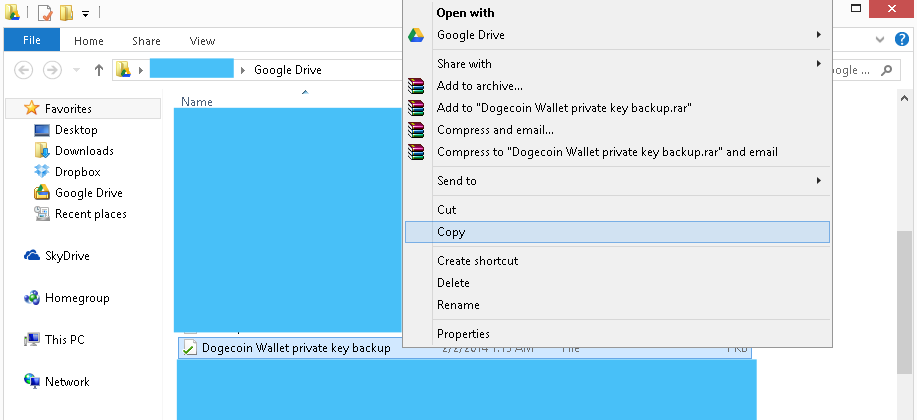 Open with
File
Home
Share
View
Google Drive
Google Drive
ogle ...
Share with
Name
Add to archive...
Favorites
Add to "Dogecoin Wallet private key backup.rar"
Desktop
Compress and email...
Downloads
Compress to "Dogecoin Wallet private key backup.rar" and email
Dropbox
Send to
Google Drive
Cut
Recent places
Copy
SkyDrive
Create shortcut
Delete
Homegroup
Rename
Properties
This PC
Dogecoin Wallet private key backup
2/2/2014 1:15 AM
File
1 KB
Network